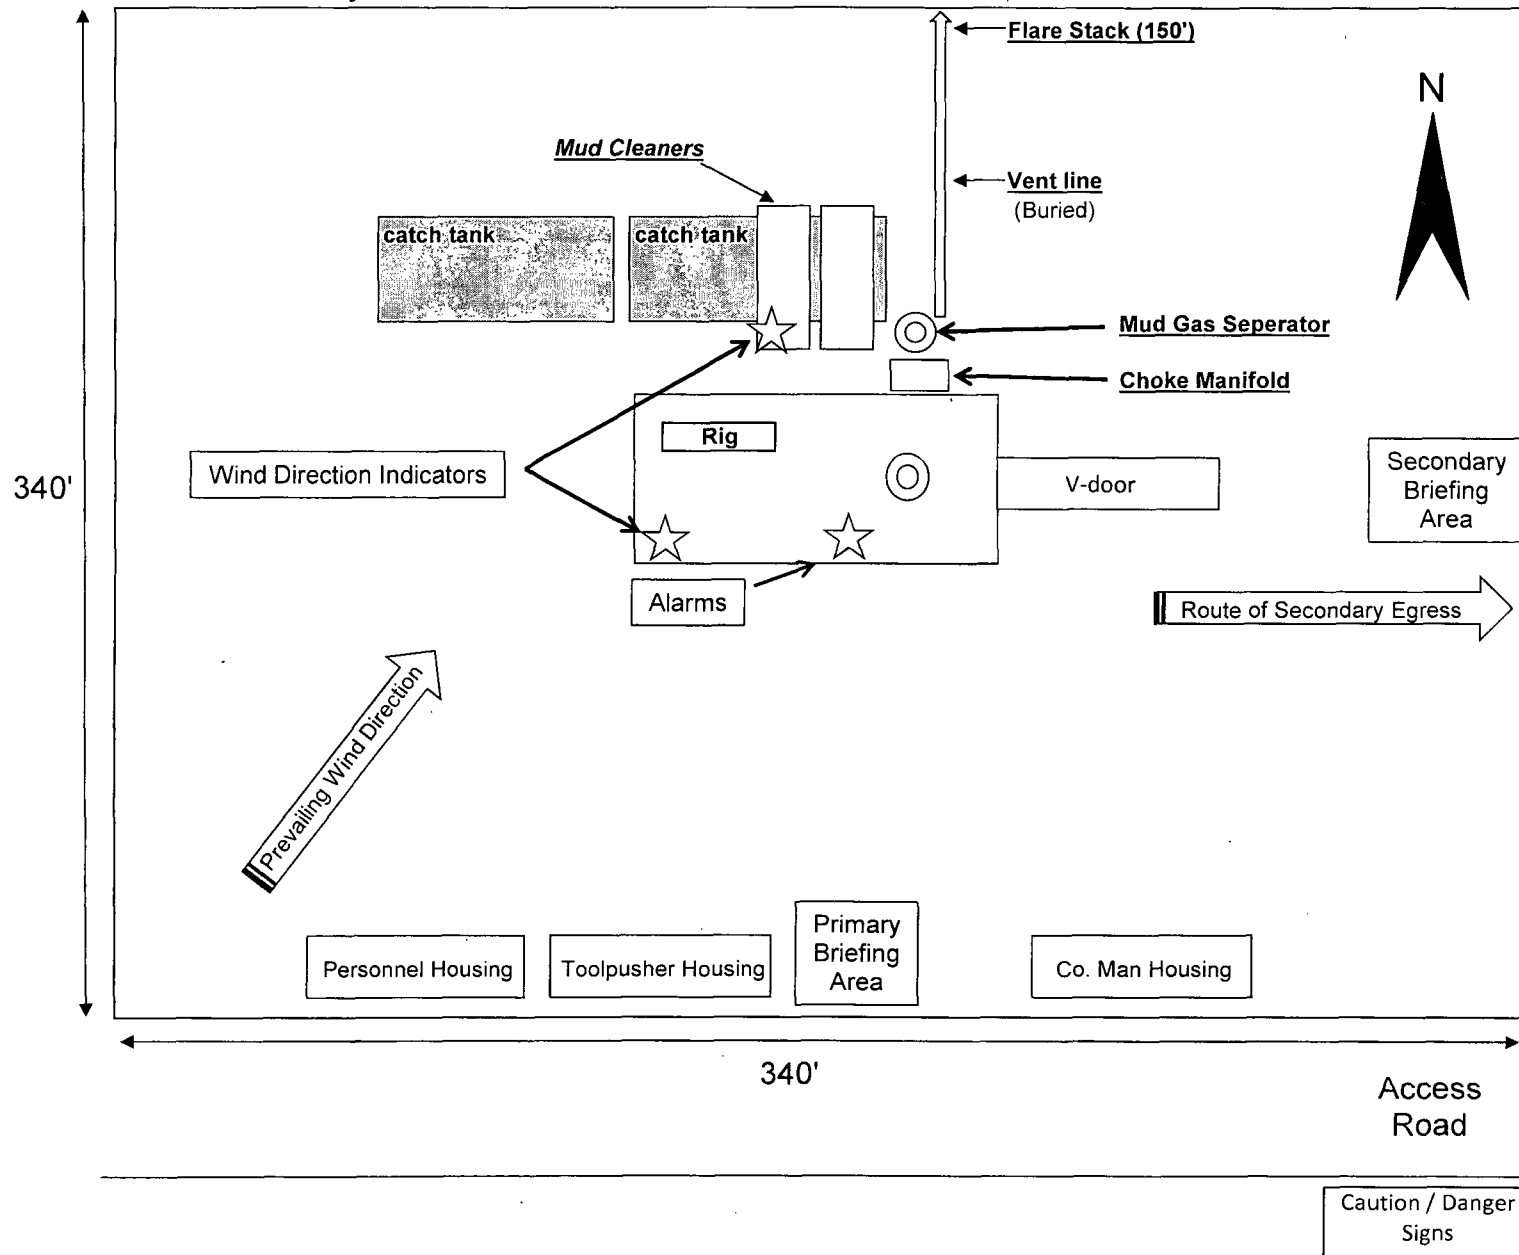 Flare Stack (150')
N
Mud Cleaners
Vent line
(Buried)
catch tank
catch tank
Mud Gas Seperator
Choke Manifold
Rig
Wind Direction Indicators
340'
V-door
Secondary
Briefing
Area
Alarms
Route of Secondary Egress
Prevailing Wind Direction
Personnel Housing
Toolpusher Housing
Primary
Briefing
Area
Co. Man Housing
340'
Access
Road
Caution / Danger
Signs